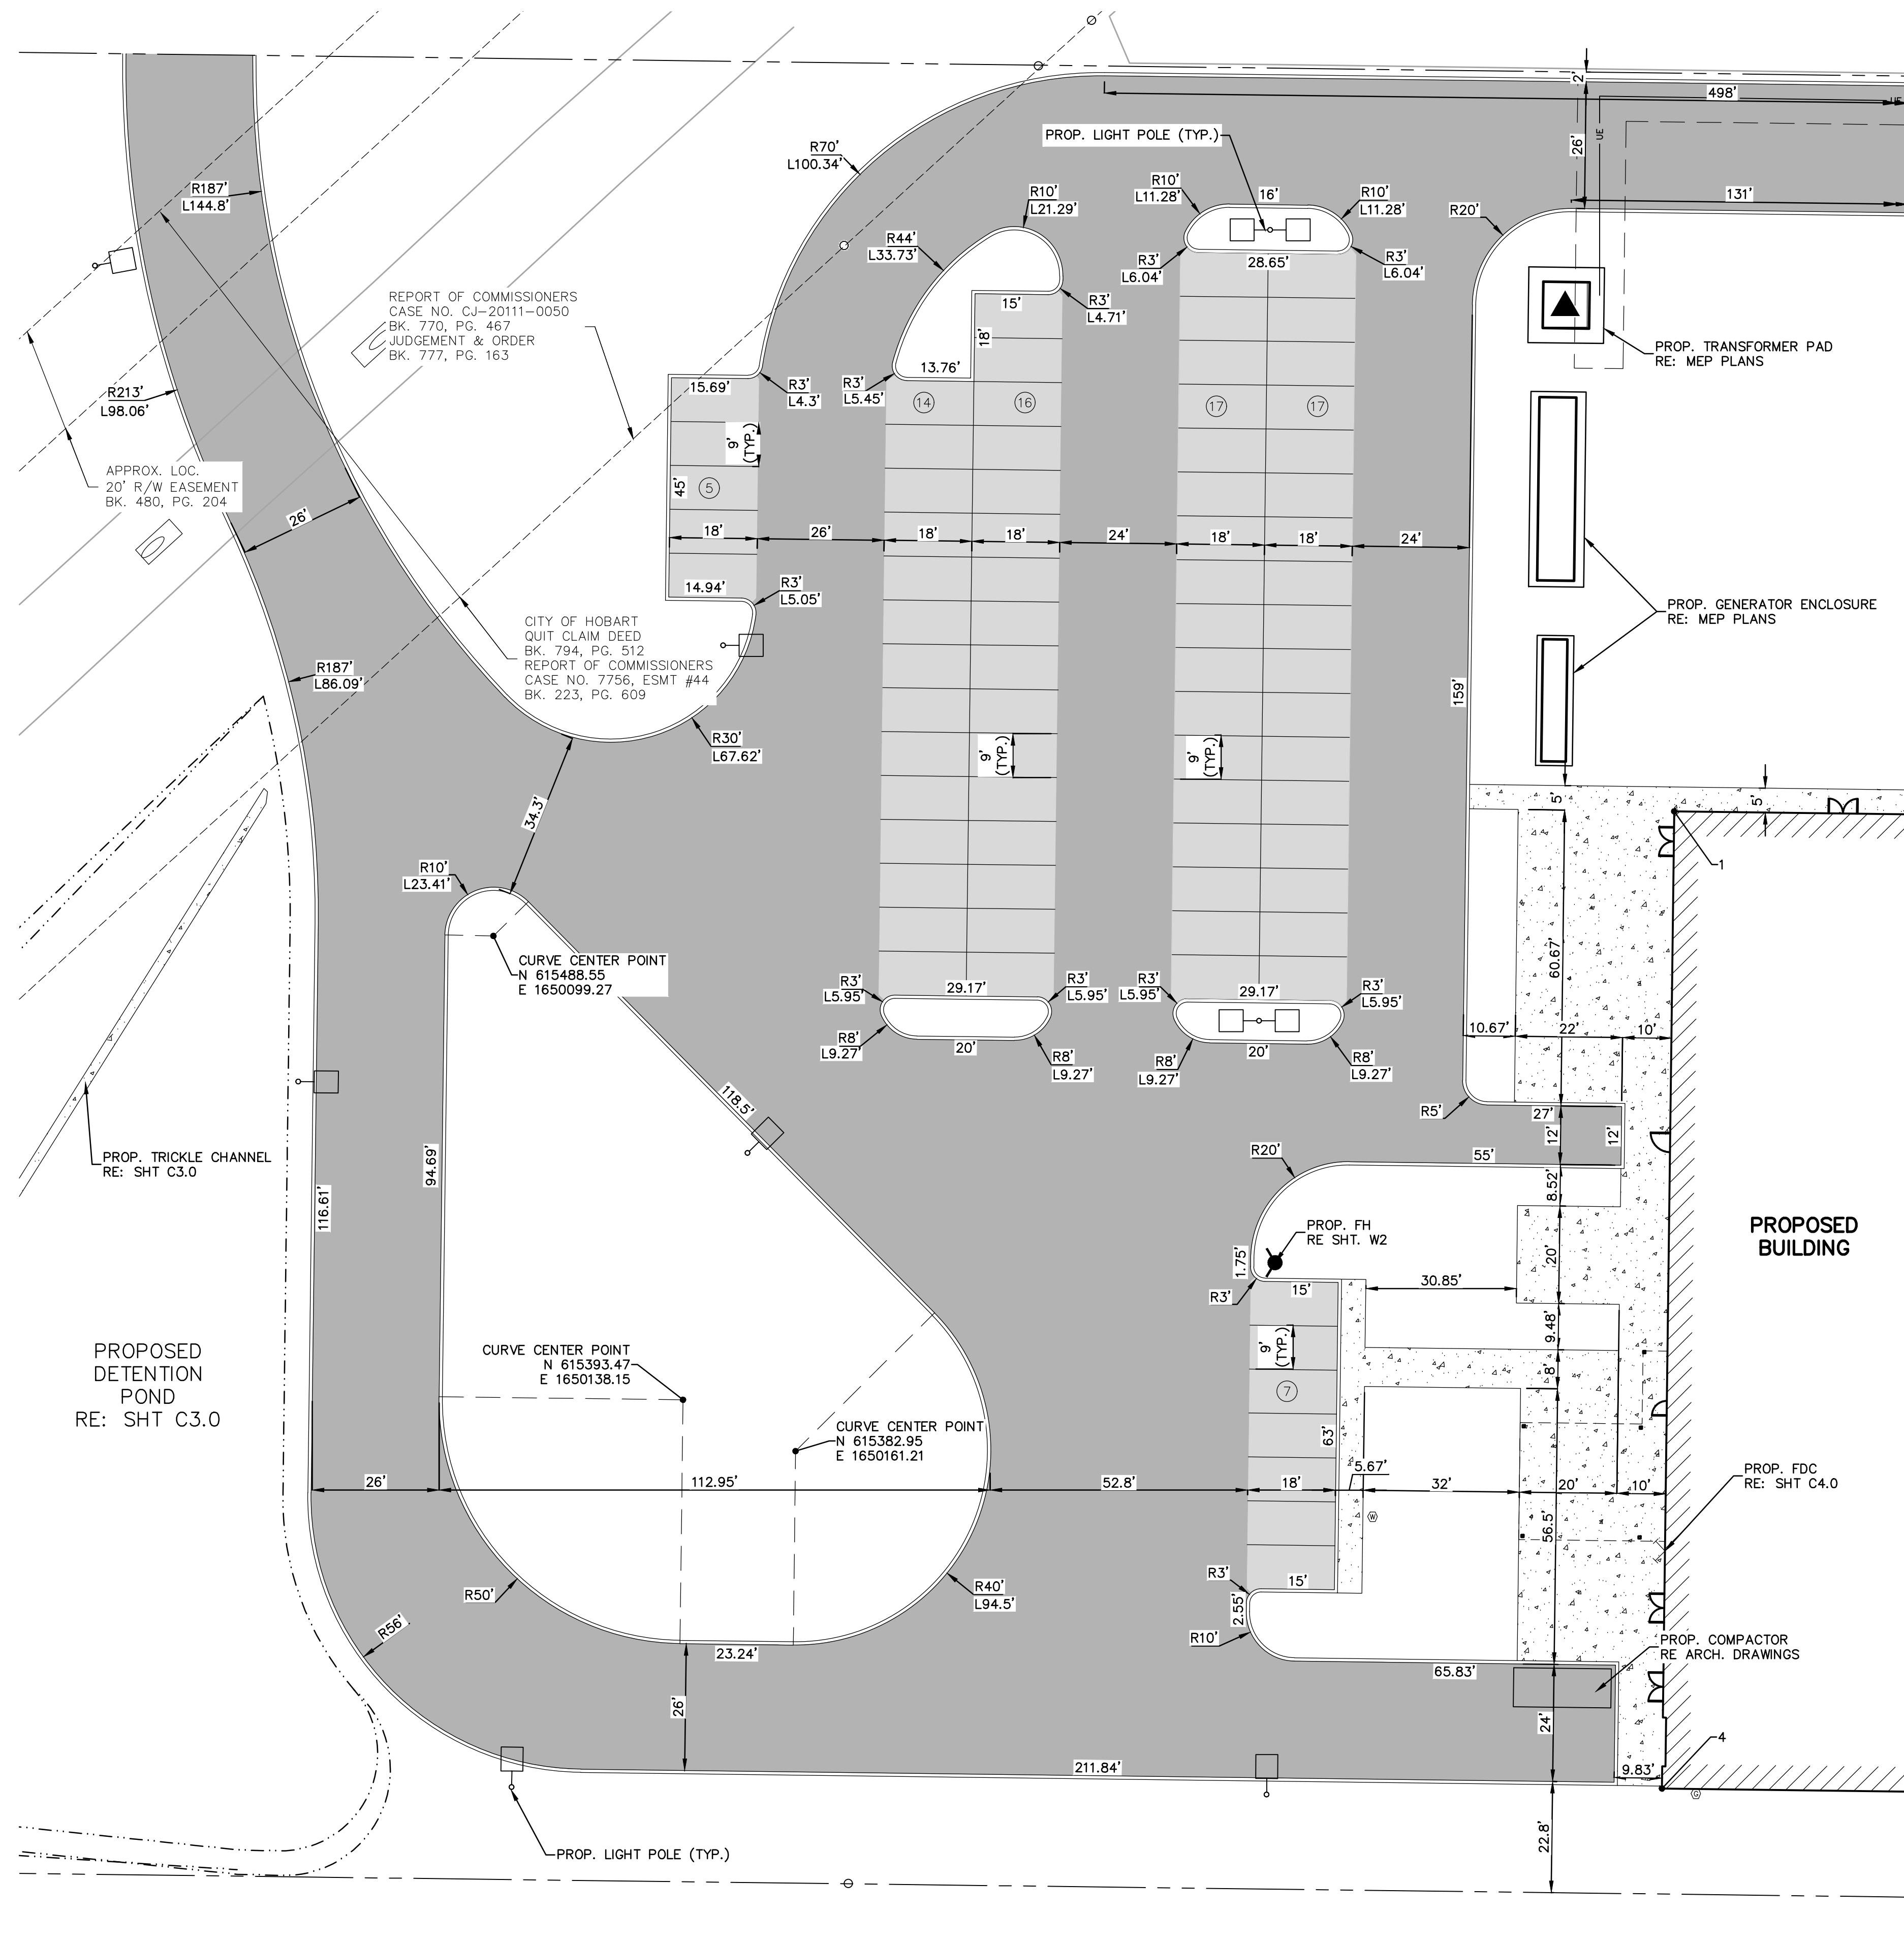 2'
498'
UE
UE
26'
131'
PROP. LIGHT POLE (TYP.)
R70'
L100.34'
R187'
L144.8'
R10'
L21.29'
R10'
L11.28'
16'
R10'
L11.28'
R20'
R44'
L33.73'
R3'
L6.04'
28.65'
R3'
L6.04'
REPORT OF COMMISSIONERS
CASE NO. CJ-20111-0050
BK. 770, PG. 467
JUDGEMENT & ORDER
BK. 777, PG. 163
15'
18'
R3'
L4.71'
PROP. TRANSFORMER PAD
RE: MEP PLANS
13.76'
R3'
L5.45'
15.69'
R3'
L4.3'
R213'
L98.06'
14
16
17
17
9'
(TYP.)
APPROX. LOC.
20' R/W EASEMENT
BK. 480, PG. 204
45'
5
26'
18'
26'
18'
18'
24'
18'
18'
24'
14.94'
R3'
L5.05'
PROP. GENERATOR ENCLOSURE
RE: MEP PLANS
CITY OF HOBART
QUIT CLAIM DEED
BK. 794, PG. 512
REPORT OF COMMISSIONERS
CASE NO. 7756, ESMT #44
BK. 223, PG. 609
R187'
L86.09'
159'
R30'
L67.62'
9'
(TYP.)
9'
(TYP.)
34.3'
5'
5'
1
R10'
L23.41'
CURVE CENTER POINT
N 615488.55
E 1650099.27
60.67'
R3'
L5.95'
29.17'
R3'
L5.95'
R3'
L5.95'
29.17'
R3'
L5.95'
10.67'
22'
10'
R8'
L9.27'
20'
R8'
L9.27'
R8'
L9.27'
20'
R8'
L9.27'
118.5'
R5'
27'
12'
12'
PROP. TRICKLE CHANNEL
RE: SHT C3.0
94.69'
R20'
55'
8.52'
116.61'
PROP. FH
RE SHT. W2
PROPOSED
BUILDING
1.75'
20'
R3'
15'
30.85'
9'
(TYP.)
9.48'
PROPOSED
DETENTION
POND
RE: SHT C3.0
CURVE CENTER POINT
N 615393.47
E 1650138.15
8'
7
CURVE CENTER POINT
N 615382.95
E 1650161.21
63'
26'
112.95'
52.8'
18'
5.67'
32'
20'
10'
PROP. FDC
RE: SHT C4.0
W
56.5'
R50'
R40'
L94.5'
R3'
15'
2.55'
R56'
R10'
23.24'
65.83'
PROP. COMPACTOR
RE ARCH. DRAWINGS
26'
24'
211.84'
9.83'
4
G
22.8'
PROP. LIGHT POLE (TYP.)